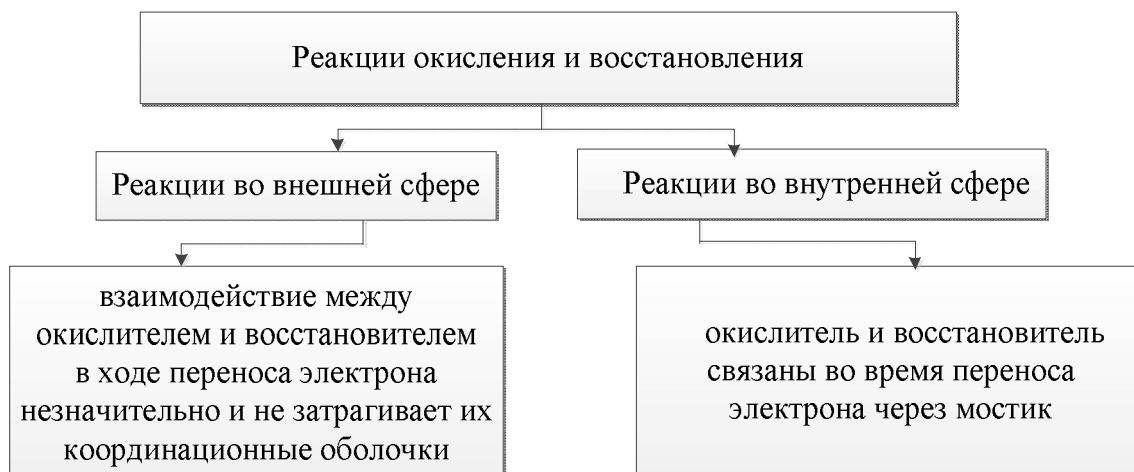 Реакции окисления и восстановления
Реакции во внешней сфере
Реакции во внутренней сфере
взаимодействие между
окислителем и восстановителем
в ходе переноса электрона
незначительно и не затрагивает их
координационные оболочки
окислитель и восстановитель
связаны во время переноса
электрона через мостик